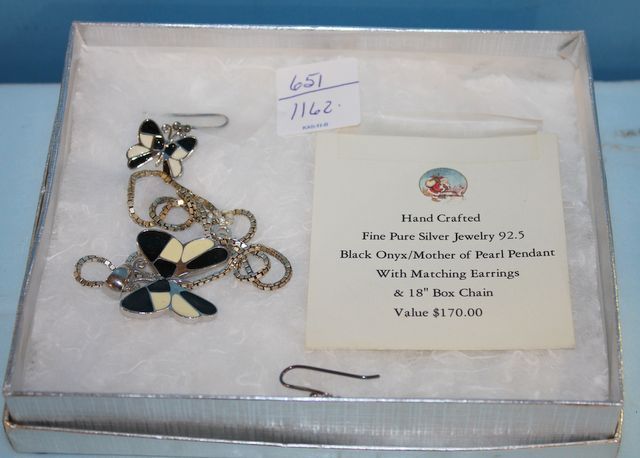 651
1162.
Hand Crafted
Fine Pure Silver Jewelry 92.5
Black Onyx/Mother of Pearl Pendant
With Matching Earrings
& 18" Box Chain
Value $170.00